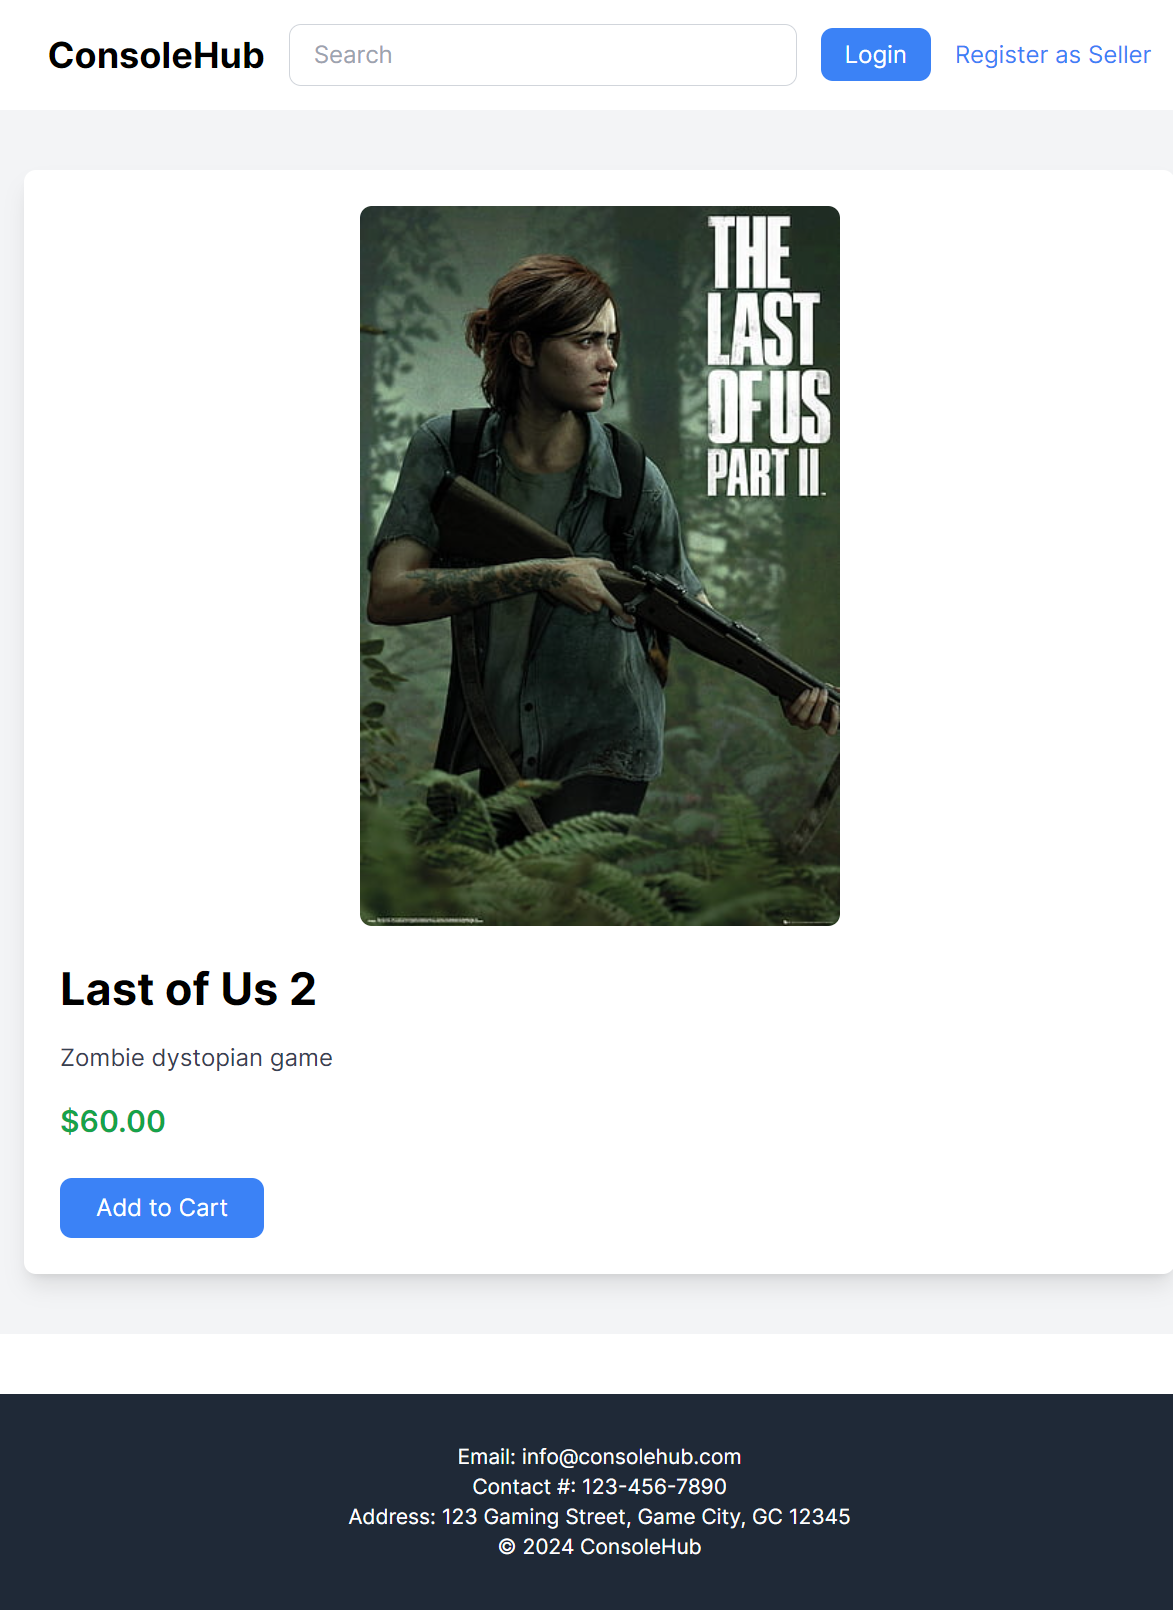 ConsoleHub
Search
Login
Register as Seller
THE
LAST
OF US
PART II
Last of Us 2
Zombie dystopian game
$60.00
Add to Cart
Email: info@consolehub.com
Contact #: 123-456-7890
Address: 123 Gaming Street, Game City, GC 12345
© 2024 ConsoleHub